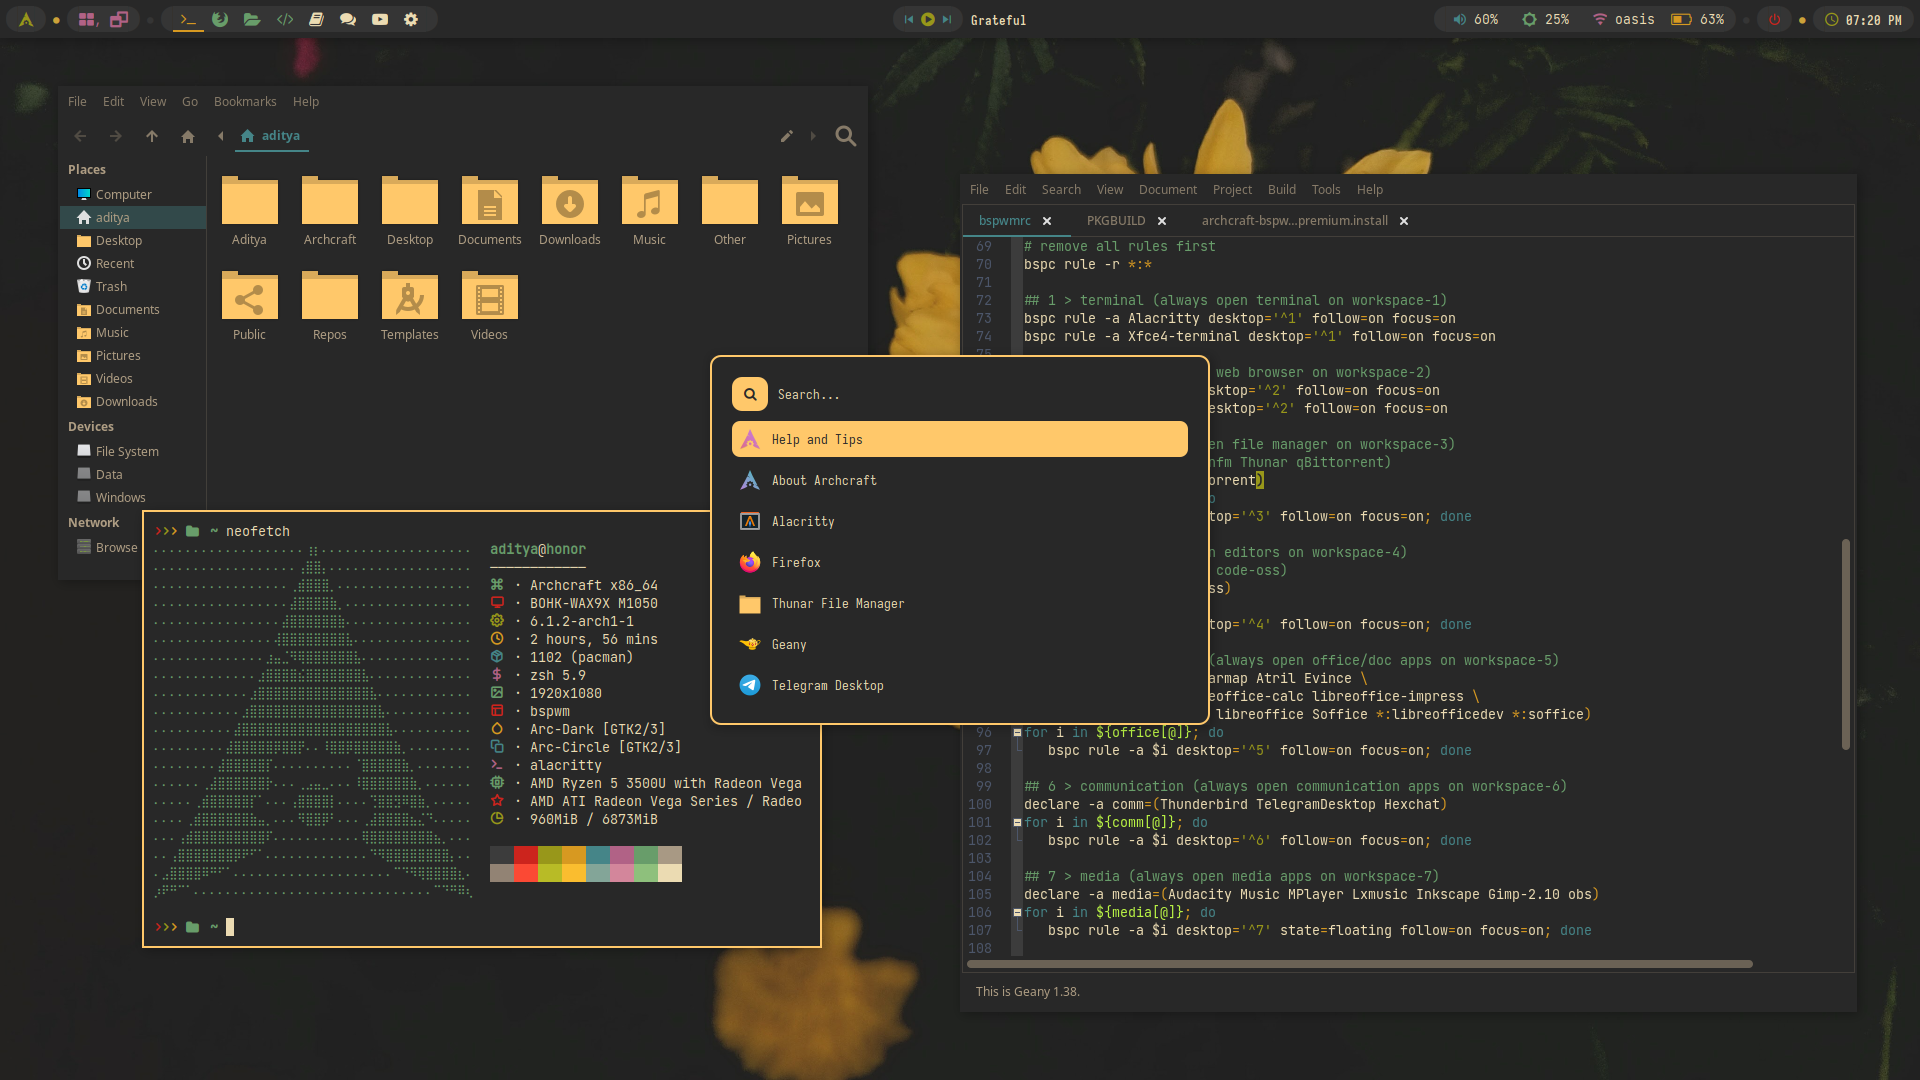 Grateful
60%
25%
oasis
63%
07:20 PM
File Edit View Go Bookmarks Help
aditya
Places
Computer
aditya
Desktop
Recent
Trash
Documents
Music
Pictures
Videos
Downloads
Devices
File System
Data
Windows
Network
Browse
Aditya Archcraft Desktop Documents Downloads Music Other Pictures
Public Repos Templates Videos
>>> ~ neofetch
aditya@honor
· Archcraft x86_64
· BOHK-WAX9X M1050
· 6.1.2-arch1-1
· 2 hours, 56 mins
· 1102 (pacman)
· zsh 5.9
· 1920x1080
· bspwm
· Arc-Dark [GTK2/3]
· Arc-Circle [GTK2/3]
· alacritty
· AMD Ryzen 5 3500U with Radeon Vega
· AMD ATI Radeon Vega Series / Radeo
· 960MiB / 6873MiB
>>> ~
Search...
Help and Tips
About Archcraft
Alacritty
Firefox
Thunar File Manager
Geany
Telegram Desktop
File Edit Search View Document Project Build Tools Help
bspwmrc PKGBUILD archcraft-bspw...premium.install
69 # remove all rules first
70 bspc rule -r *:*
71
72 ## 1 > terminal (always open terminal on workspace-1)
73 bspc rule -a Alacritty desktop='^1' follow=on focus=on
74 bspc rule -a Xfce4-terminal desktop='^1' follow=on focus=on
75
web browser on workspace-2)
sktop='^2' follow=on focus=on
esktop='^2' follow=on focus=on
en file manager on workspace-3)
nfm Thunar qBittorrent)
orrent)
top='^3' follow=on focus=on; done
n editors on workspace-4)
code-oss)
ss)
top='^4' follow=on focus=on; done
(always open office/doc apps on workspace-5)
armap Atril Evince \
eoffice-calc libreoffice-impress \
libreoffice Soffice *:libreofficedev *:soffice)
96 for i in ${office[@]}; do
97 bspc rule -a $i desktop='^5' follow=on focus=on; done
98
99 ## 6 > communication (always open communication apps on workspace-6)
100 declare -a comm=(Thunderbird TelegramDesktop Hexchat)
101 for i in ${comm[@]}; do
102 bspc rule -a $i desktop='^6' follow=on focus=on; done
103
104 ## 7 > media (always open media apps on workspace-7)
105 declare -a media=(Audacity Music MPlayer Lxmusic Inkscape Gimp-2.10 obs)
106 for i in ${media[@]}; do
107 bspc rule -a $i desktop='^7' state=floating follow=on focus=on; done
108
This is Geany 1.38.